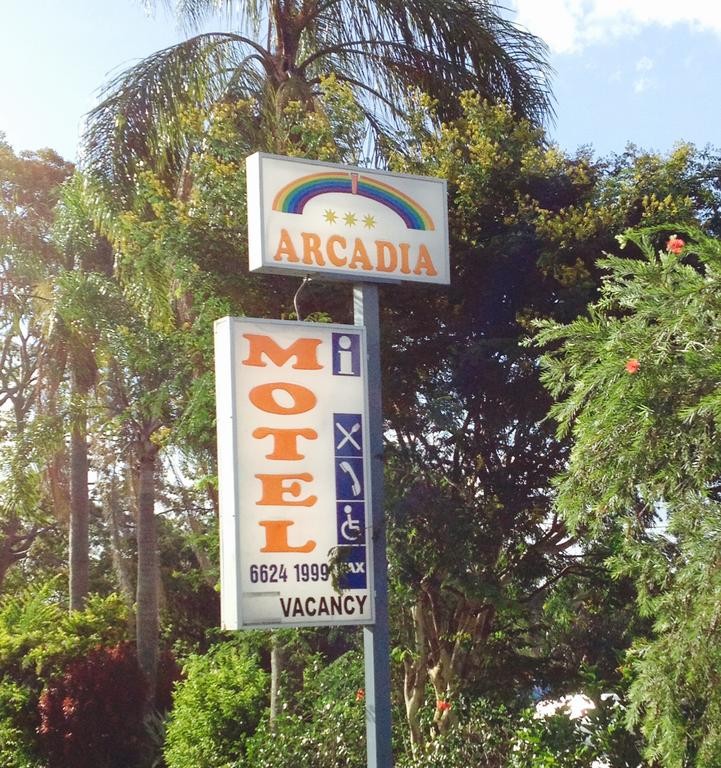 ARCADIA
MOTEL
i
6624 1999
VACANCY